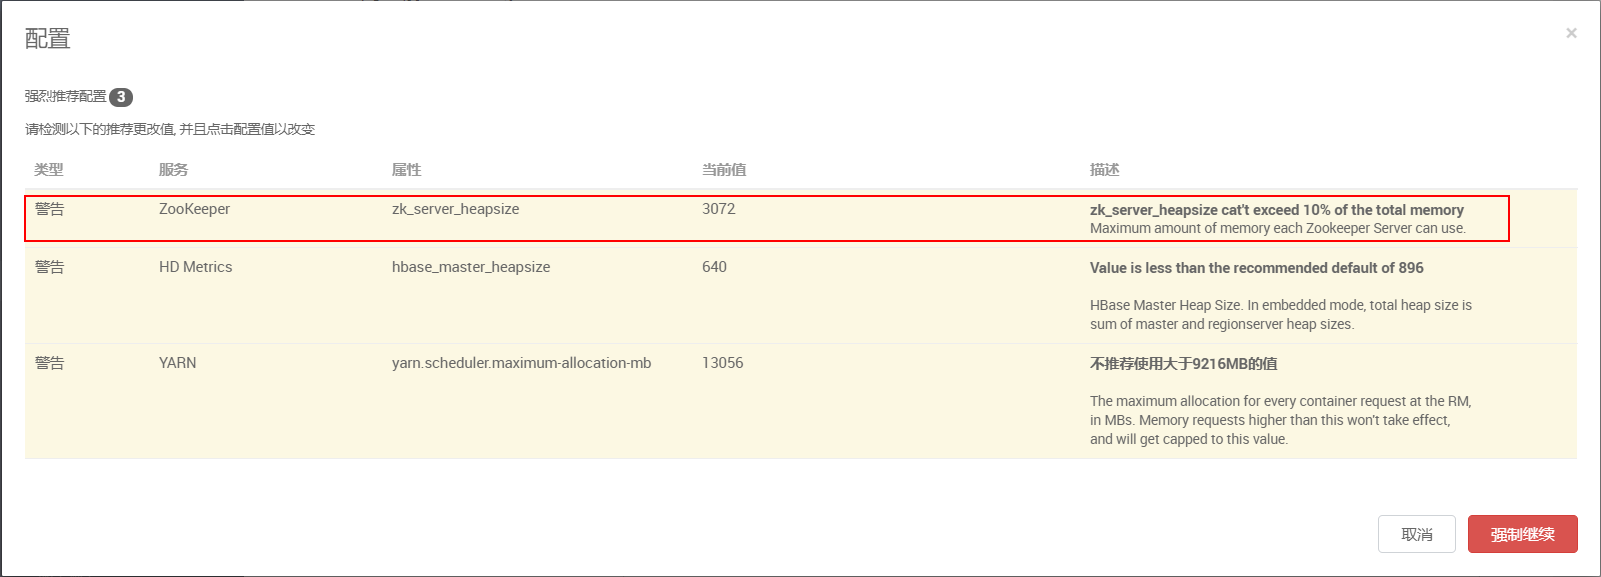 配置
×
强烈推荐配置 3
请检测以下的推荐更改值, 并且点击配置值以改变
类型 服务 属性 当前值 描述
警告 ZooKeeper zk_server_heapsize 3072 zk_server_heapsize cat't exceed 10% of the total memory
Maximum amount of memory each Zookeeper Server can use.
警告 HD Metrics hbase_master_heapsize 640 Value is less than the recommended default of 896
HBase Master Heap Size. In embedded mode, total heap size is
sum of master and regionserver heap sizes.
警告 YARN yarn.scheduler.maximum-allocation-mb 13056 不推荐使用大于9216MB的值
The maximum allocation for every container request at the RM,
in MBs. Memory requests higher than this won't take effect,
and will get capped to this value.
取消 强制继续